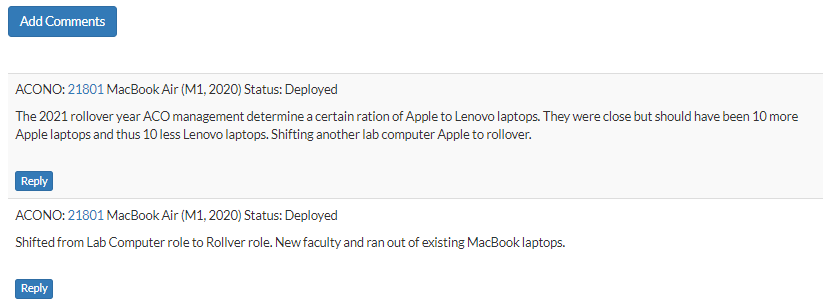 Add Comments
ACONO: 21801 MacBook Air (M1, 2020) Status: Deployed
The 2021 rollover year ACO management determine a certain ration of Apple to Lenovo laptops. They were close but should have been 10 more
Apple laptops and thus 10 less Lenovo laptops. Shifting another lab computer Apple to rollover.
Reply
ACONO: 21801 MacBook Air (M1, 2020) Status: Deployed
Shifted from Lab Computer role to Rollver role. New faculty and ran out of existing MacBook laptops.
Reply